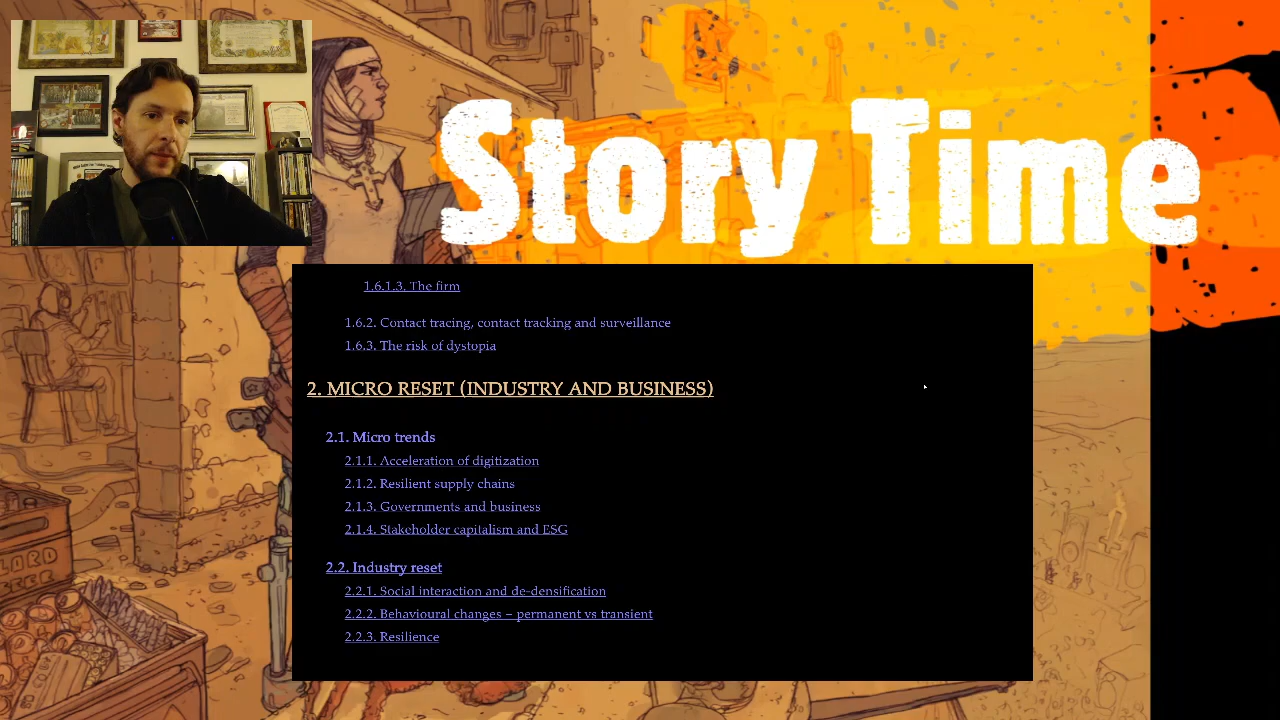 Story Time
1.6.1.3. The firm
1.6.2. Contact tracing, contact tracking and surveillance
1.6.3. The risk of dystopia
2. MICRO RESET (INDUSTRY AND BUSINESS)
2.1. Micro trends
2.1.1. Acceleration of digitization
2.1.2. Resilient supply chains
2.1.3. Governments and business
2.1.4. Stakeholder capitalism and ESG
2.2. Industry reset
2.2.1. Social interaction and de-densification
2.2.2. Behavioural changes – permanent vs transient
2.2.3. Resilience